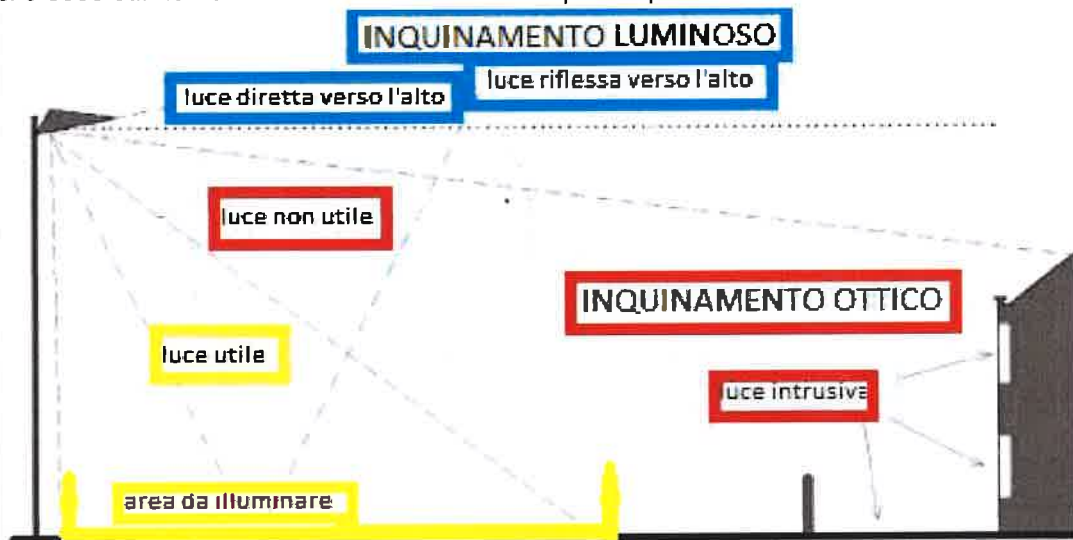 INQUINAMENTO LUMINOSO
luce riflessa verso l'alto
luce diretta verso l'alto
luce non utile
INQUINAMENTO OTTICO
luce utile
luce intrusiva
area da illuminare